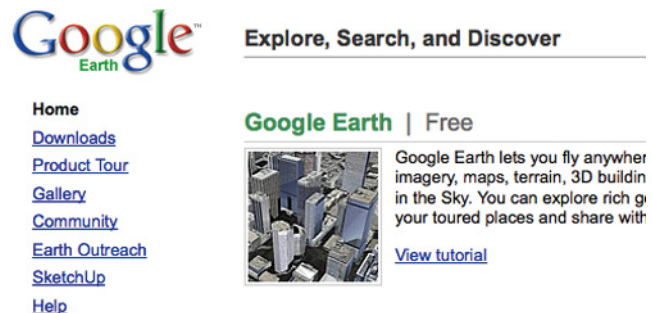 Google™
Earth
Explore, Search, and Discover
Home
Downloads
Product Tour
Gallery
Community
Earth Outreach
SketchUp
Help
Google Earth | Free
Google Earth lets you fly anywher
imagery, maps, terrain, 3D buildin
in the Sky. You can explore rich ge
your toured places and share with
View tutorial